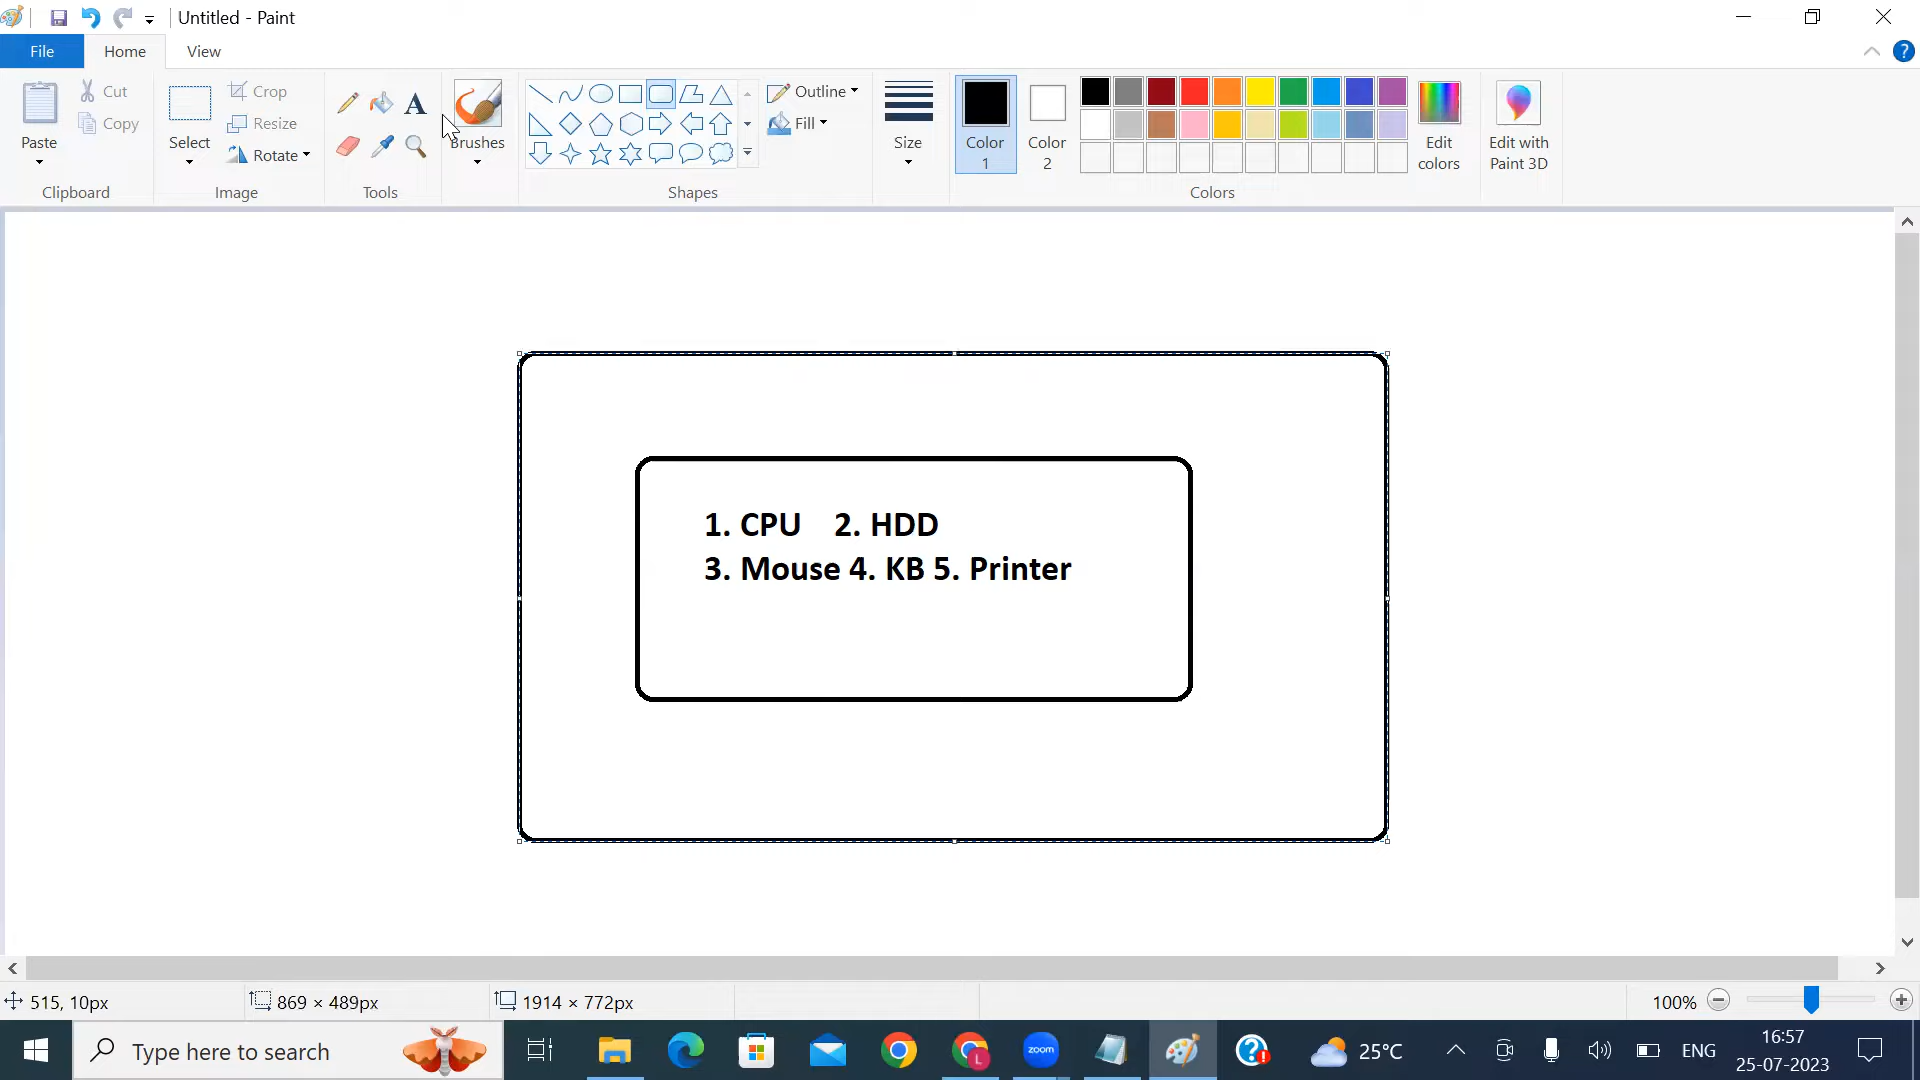 Untitled - Paint
File Home View
Paste Cut Copy Clipboard
Select Crop Resize Rotate Image
Tools
Brushes
Shapes
Outline Fill
Size
Color 1 Color 2
Colors
Edit colors
Edit with Paint 3D
1. CPU 2. HDD
3. Mouse 4. KB 5. Printer
515, 10px 869 × 489px 1914 × 772px 100%
Type here to search zoom L 25°C ENG 16:57
25-07-2023